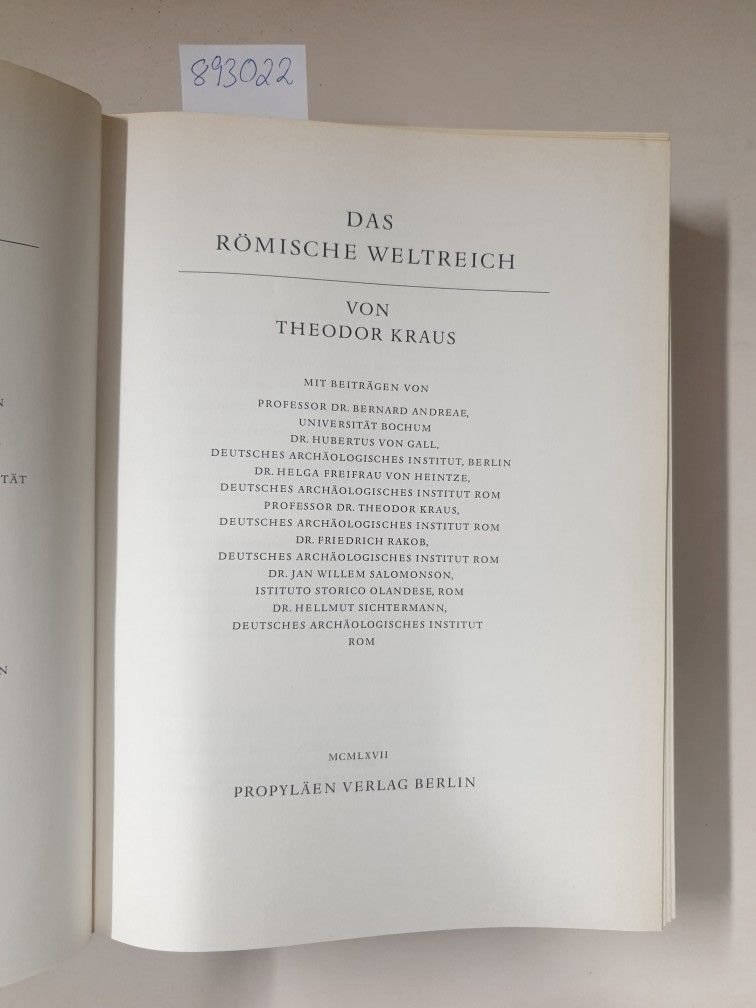 893022
DAS
RÖMISCHE WELTREICH
VON
THEODOR KRAUS
MIT BEITRÄGEN VON
PROFESSOR DR. BERNARD ANDREAE,
UNIVERSITÄT BOCHUM
DR. HUBERTUS VON GALL,
DEUTSCHES ARCHÄOLOGISCHES INSTITUT, BERLIN
DR. HELGA FREIFRAU VON HEINTZE,
DEUTSCHES ARCHÄOLOGISCHES INSTITUT ROM
PROFESSOR DR. THEODOR KRAUS,
DEUTSCHES ARCHÄOLOGISCHES INSTITUT ROM
DR. FRIEDRICH RAKOB,
DEUTSCHES ARCHÄOLOGISCHES INSTITUT ROM
DR. JAN WILLEM SALOMONSON,
ISTITUTO STORICO OLANDESE, ROM
DR. HELLMUT SICHTERMANN,
DEUTSCHES ARCHÄOLOGISCHES INSTITUT
ROM
MCMLXVII
PROPYLÄEN VERLAG BERLIN